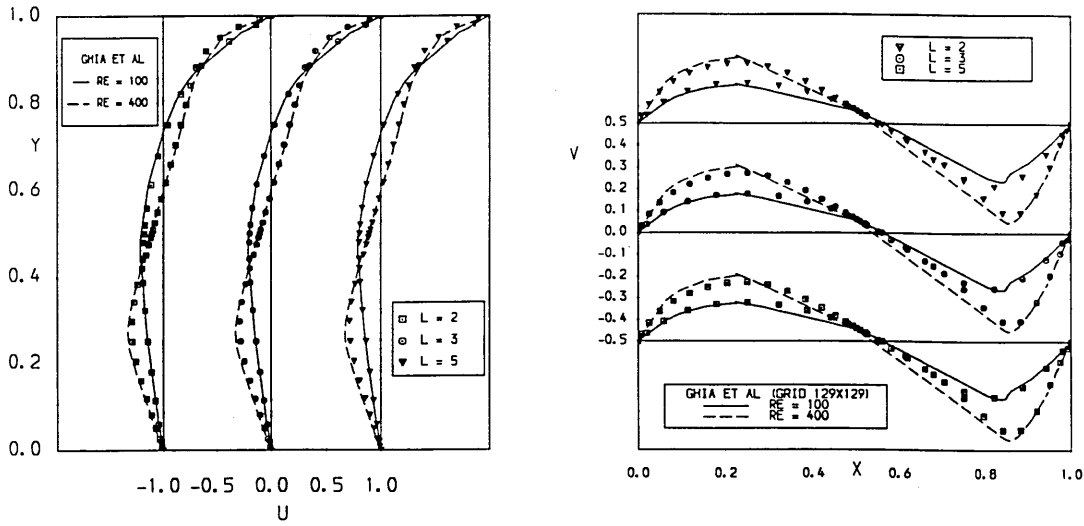 1.0
0.8
Y
0.6
0.4
0.2
0.0
GHIA ET AL
RE = 100
RE = 400
L = 2
L = 3
L = 5
-1.0 -0.5 0.0 0.5 1.0
U
L = 2
L = 3
L = 5
V
0.5
0.4
0.3
0.2
0.1
0.0
-0.1
-0.2
-0.3
-0.4
-0.5
GHIA ET AL (GRID 129X129)
RE = 100
RE = 400
0.0 0.2 0.4 X 0.6 0.8 1.0